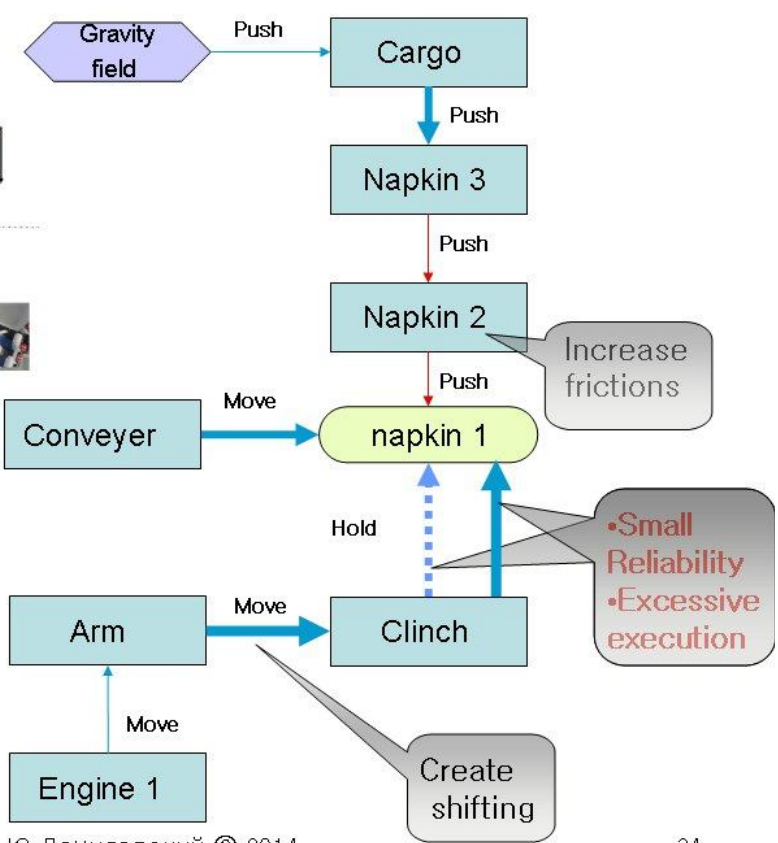 Gravity
field
Push
Cargo
Push
Napkin 3
Push
Napkin 2
Increase
frictions
Push
Move
Conveyer
napkin 1
Hold
•Small
Reliability
•Excessive
execution
Arm
Move
Clinch
Move
Create
shifting
Engine 1
© 2014